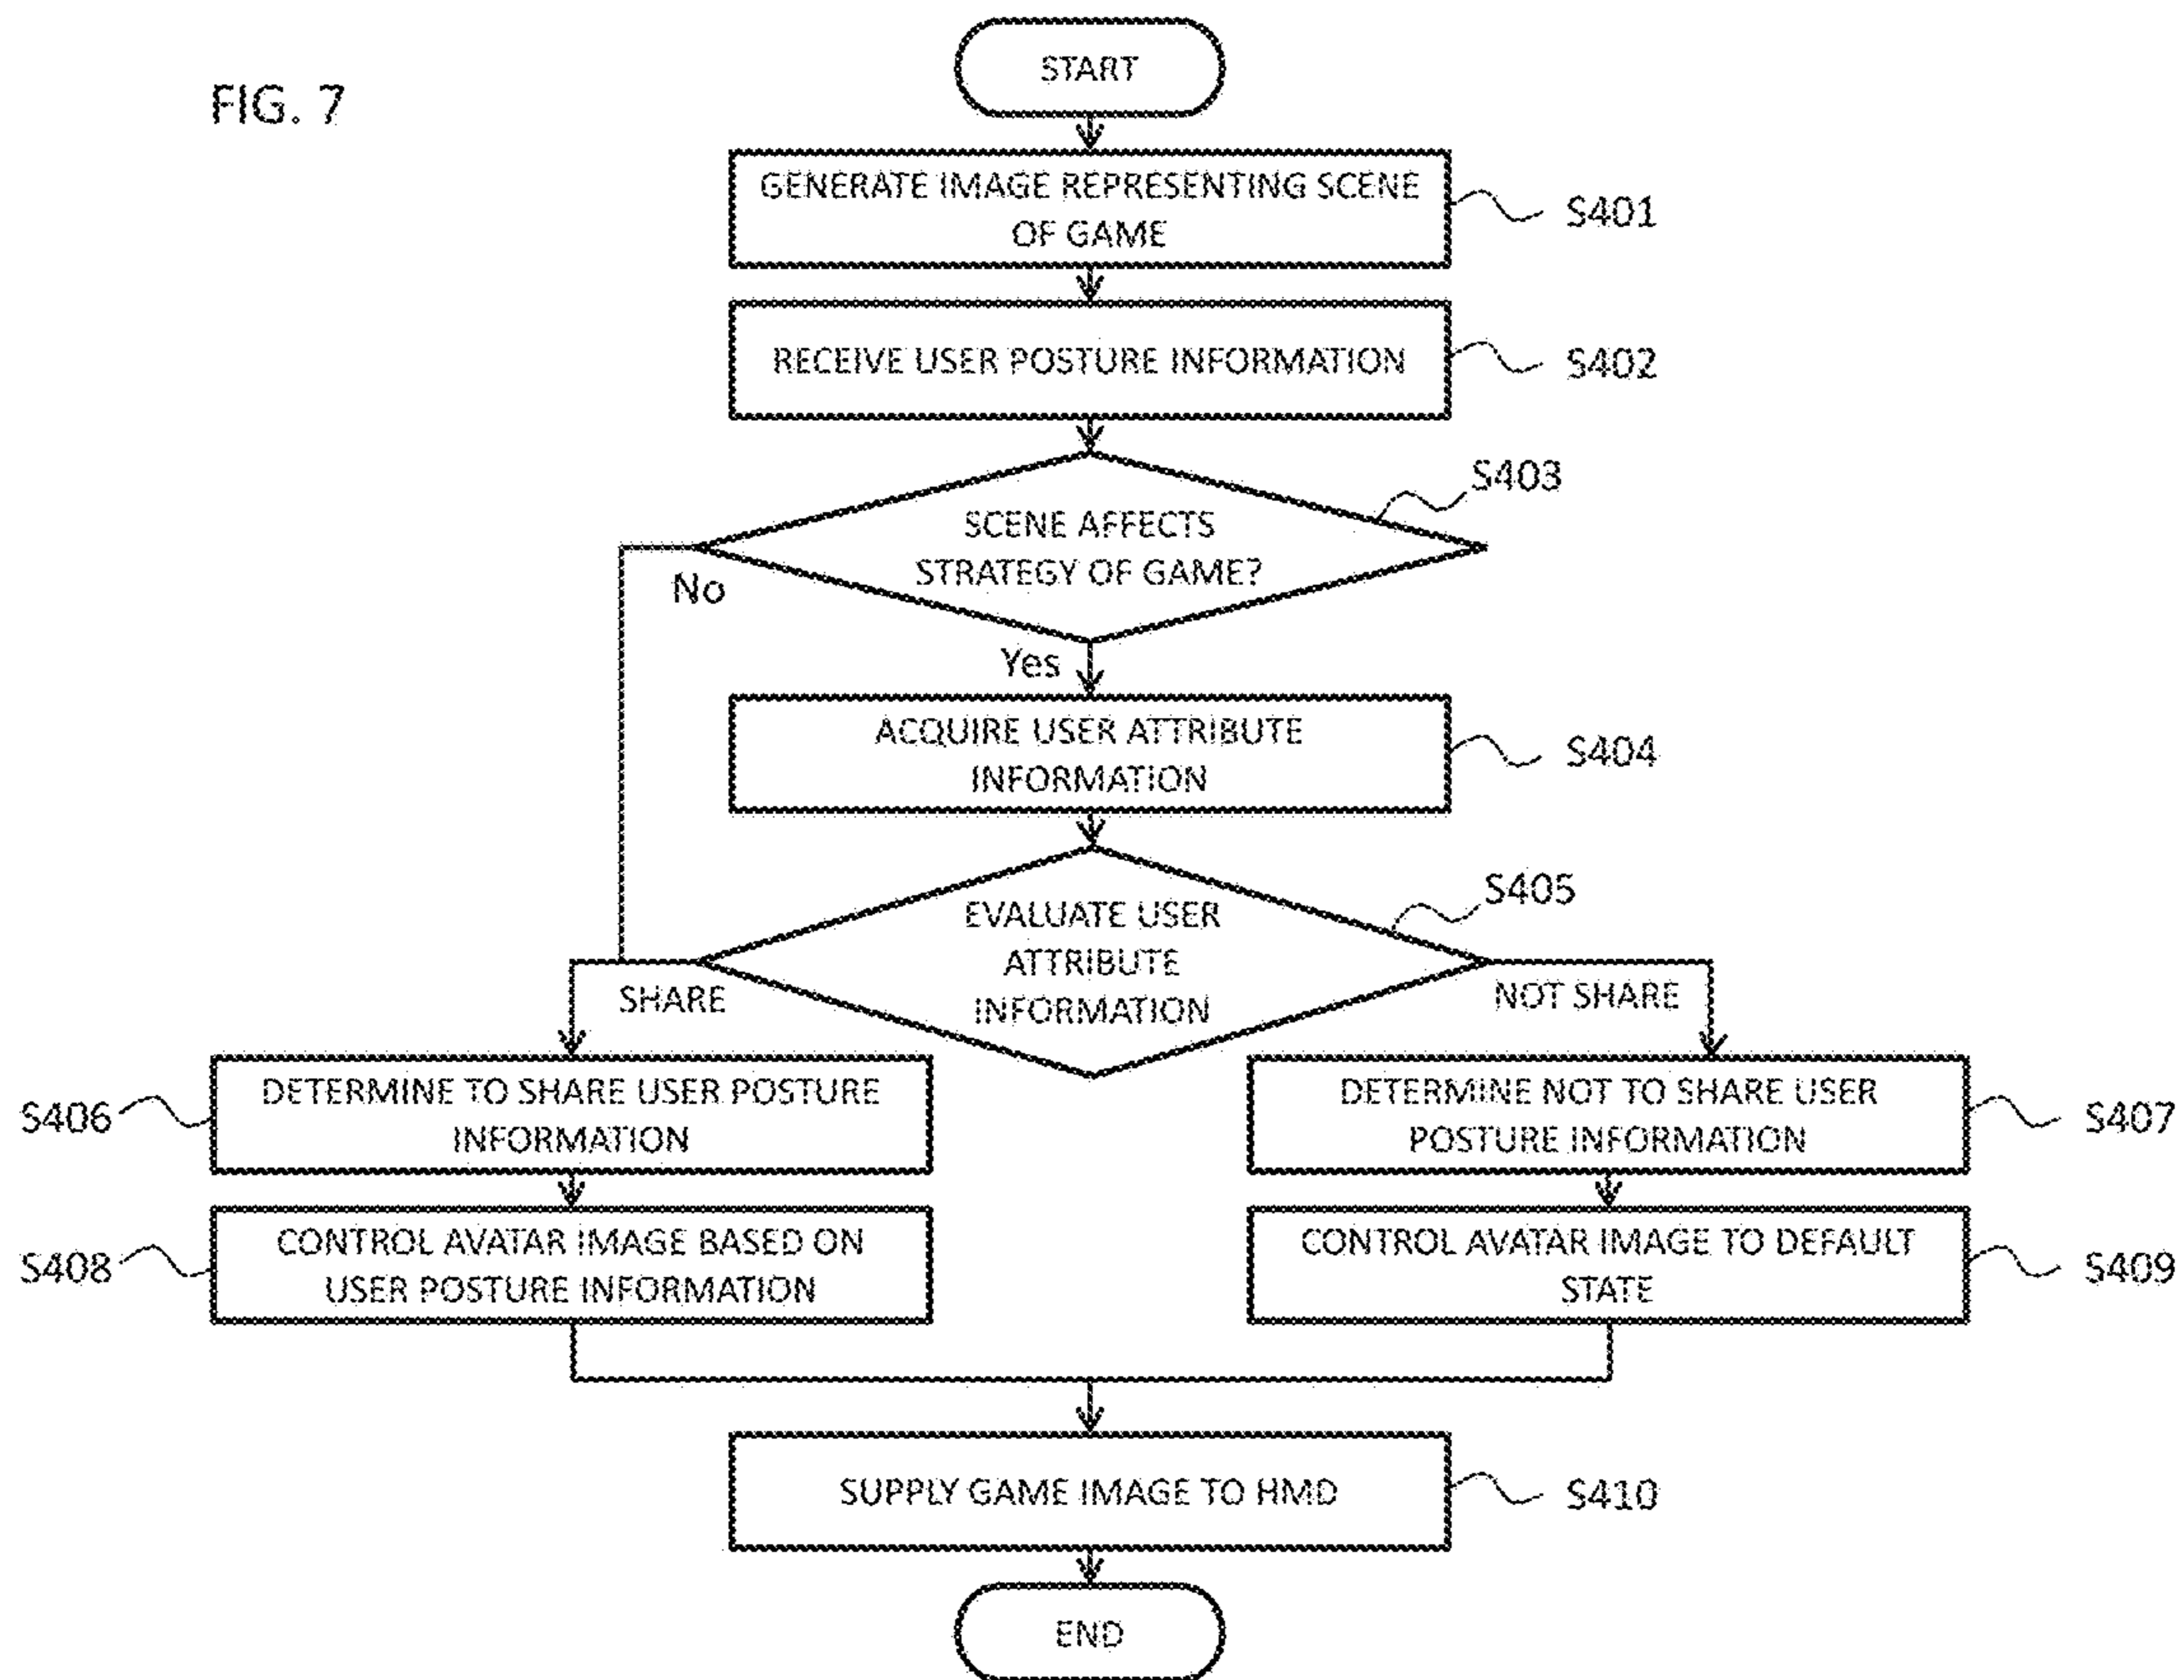 FIG. 7
START
GENERATE IMAGE REPRESENTING SCENE
OF GAME
S401
RECEIVE USER POSTURE INFORMATION
S402
S403
SCENE AFFECTS
STRATEGY OF GAME?
No
Yes
ACQUIRE USER ATTRIBUTE
INFORMATION
S404
S405
EVALUATE USER
ATTRIBUTE
INFORMATION
SHARE
NOT SHARE
S406
DETERMINE TO SHARE USER POSTURE
INFORMATION
DETERMINE NOT TO SHARE USER
POSTURE INFORMATION
S407
S408
CONTROL AVATAR IMAGE BASED ON
USER POSTURE INFORMATION
CONTROL AVATAR IMAGE TO DEFAULT
STATE
S409
SUPPLY GAME IMAGE TO HMD
S410
END